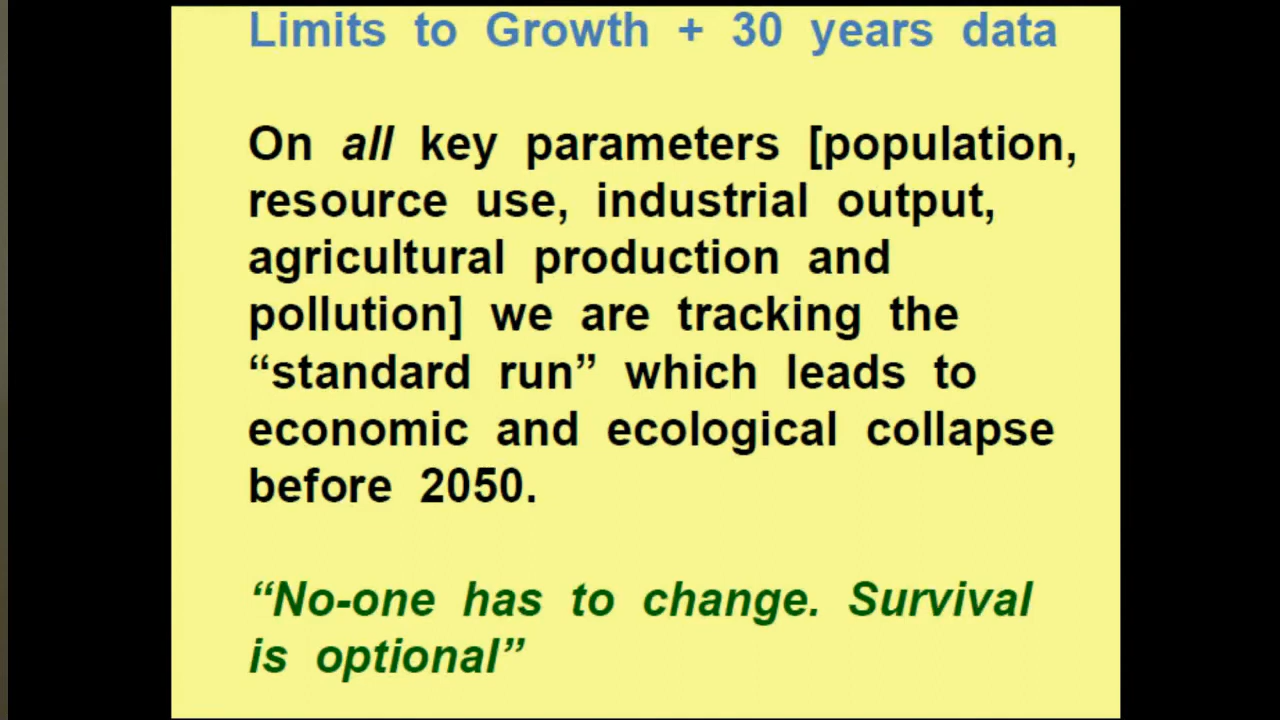 Limits to Growth + 30 years data
On all key parameters [population,
resource use, industrial output,
agricultural production and
pollution] we are tracking the
“standard run” which leads to
economic and ecological collapse
before 2050.
“No-one has to change. Survival
is optional”